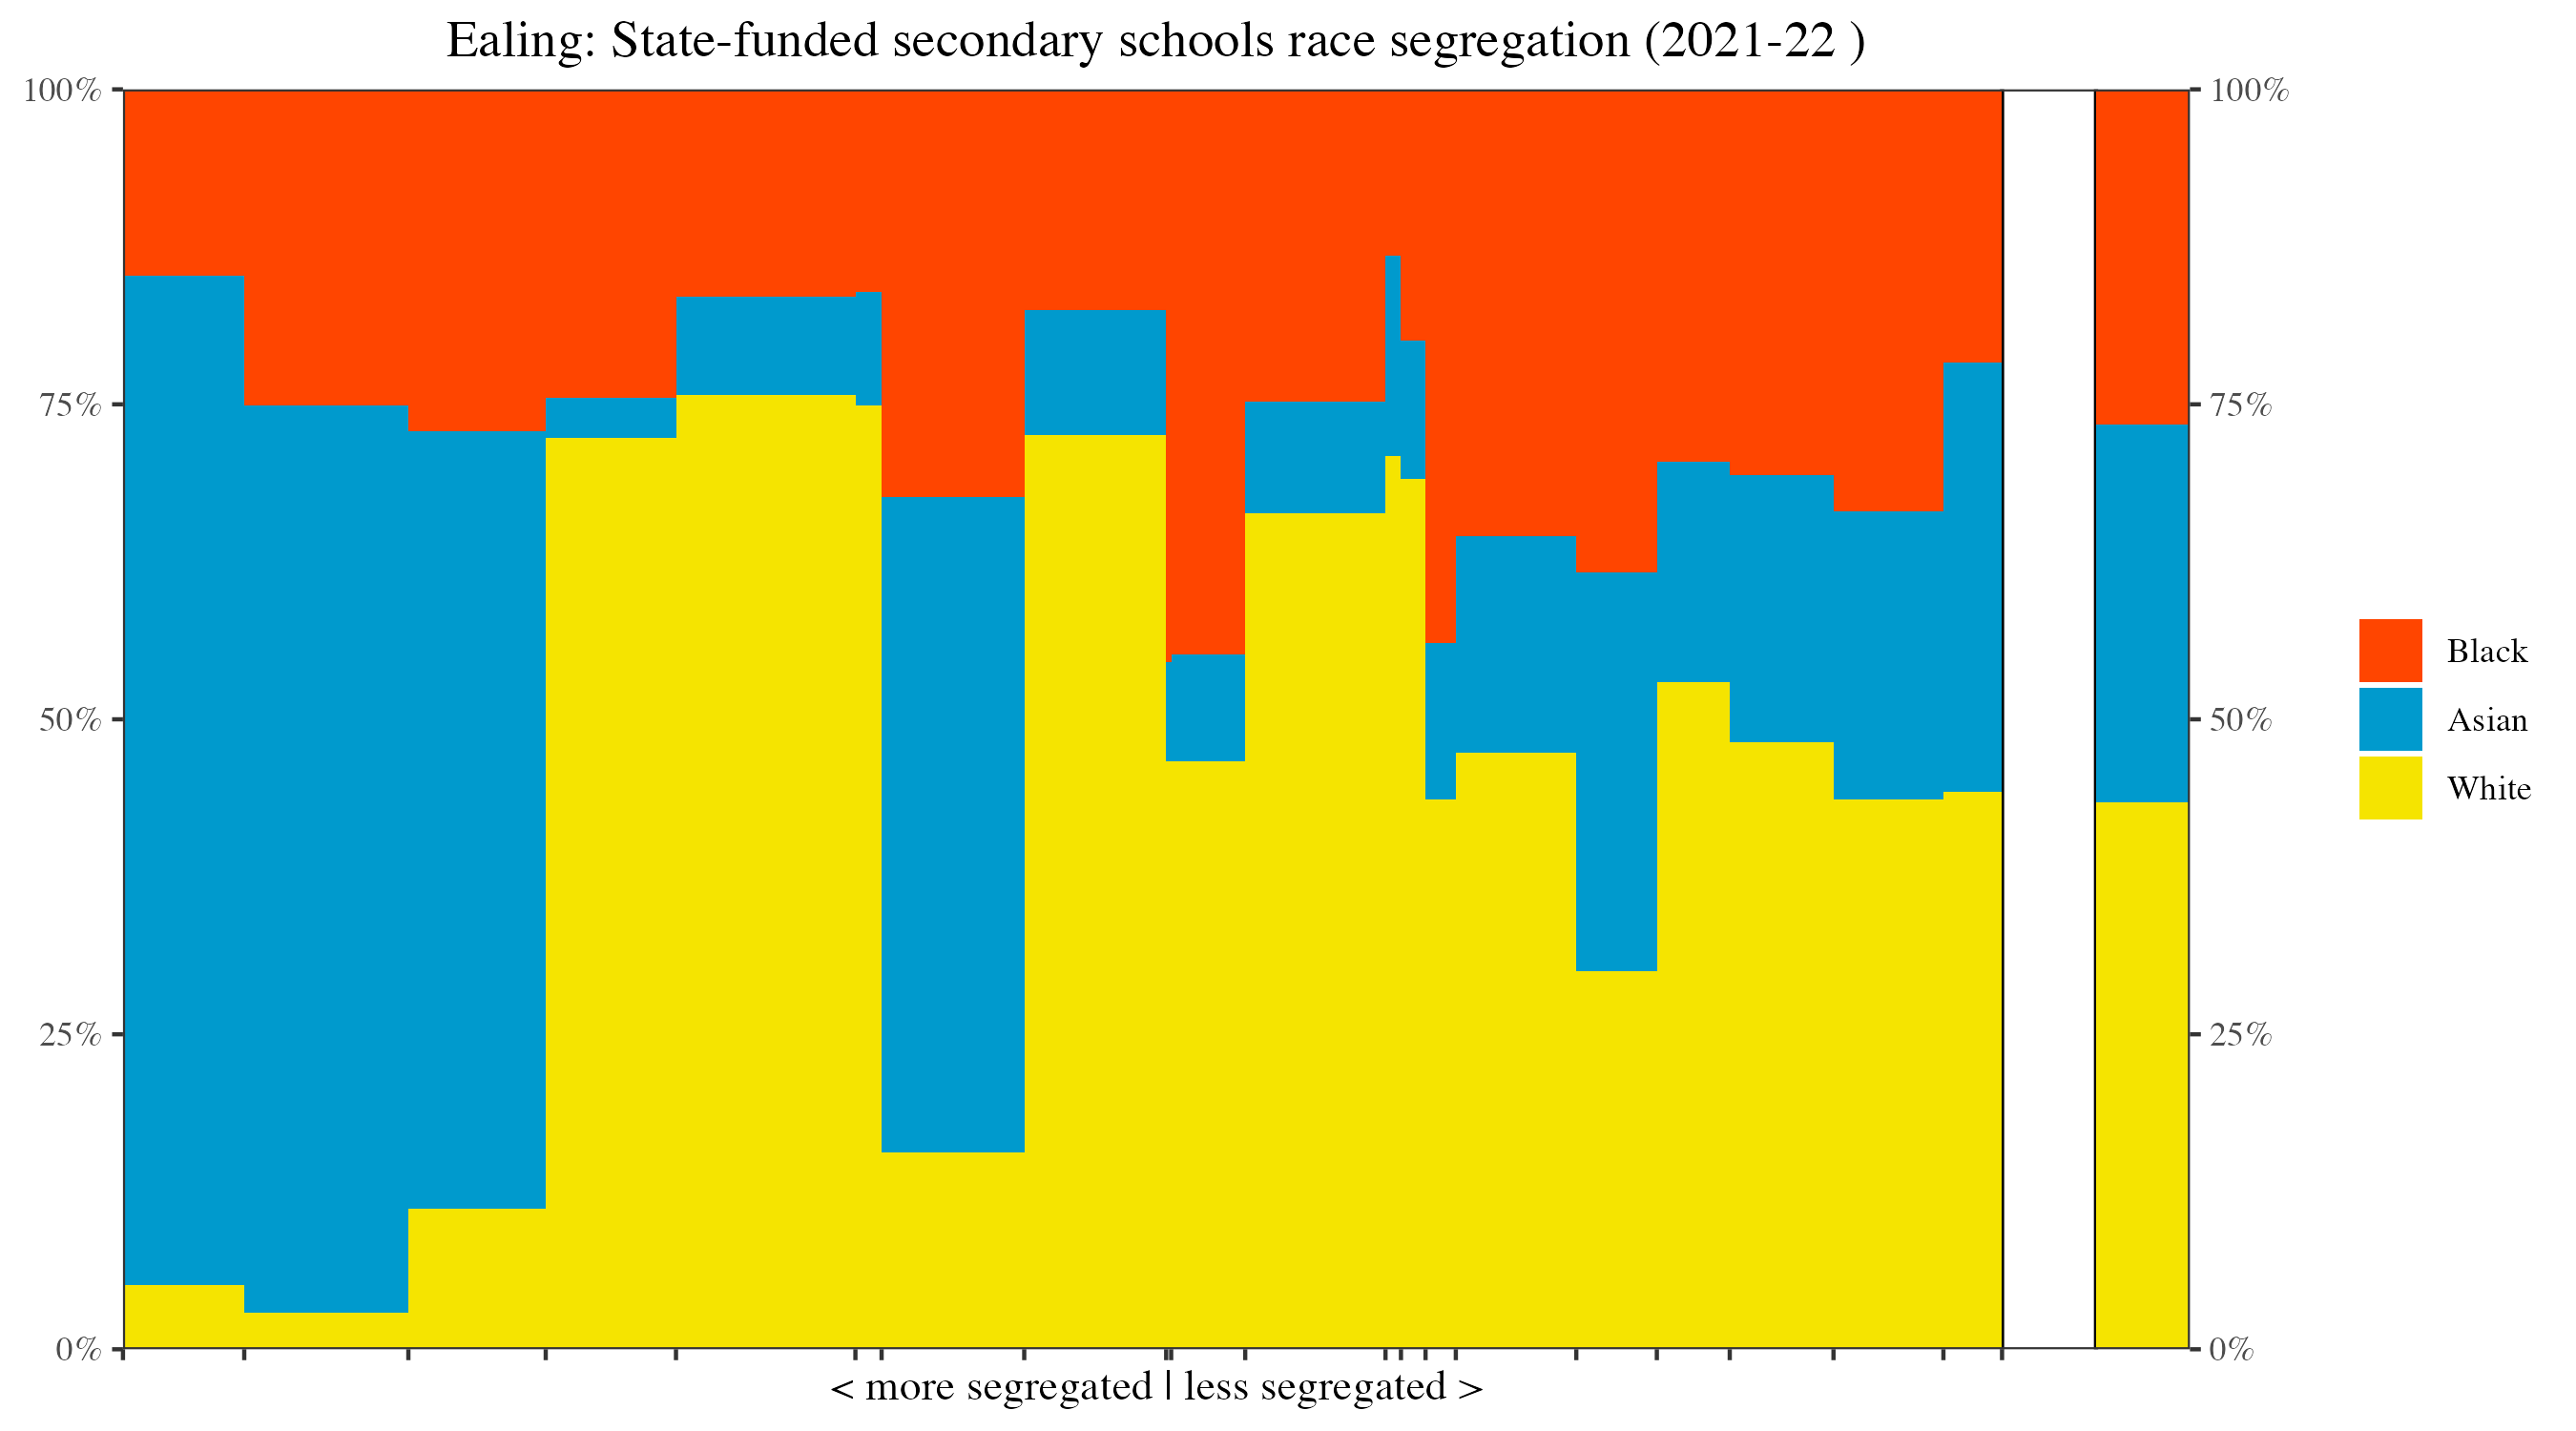 Ealing: State-funded secondary schools race segregation (2021-22 )
100%
75%
50%
25%
0%
100%
75%
50%
25%
0%
Black
Asian
White
< more segregated | less segregated >